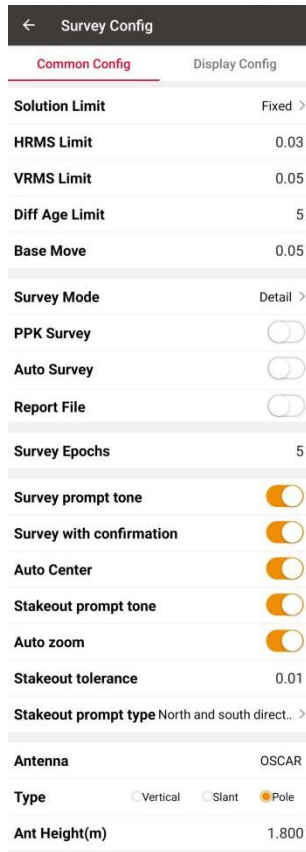 Survey Config
Common Config Display Config
Solution Limit Fixed
HRMS Limit 0.03
VRMS Limit 0.05
Diff Age Limit 5
Base Move 0.05
Survey Mode Detail
PPK Survey
Auto Survey
Report File
Survey Epochs 5
Survey prompt tone
Survey with confirmation
Auto Center
Stakeout prompt tone
Auto zoom
Stakeout tolerance 0.01
Stakeout prompt type North and south direct..
Antenna OSCAR
Type Vertical Slant Pole
Ant Height(m) 1.800